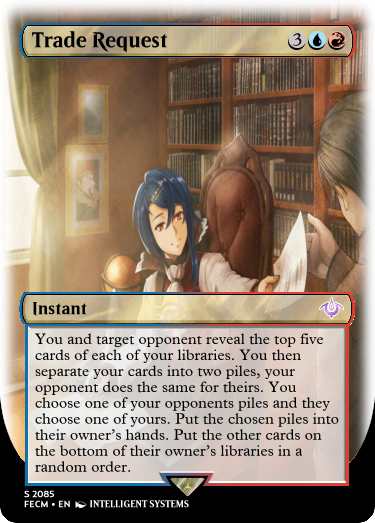 Trade Request 3
Instant
You and target opponent reveal the top five
cards of each of your libraries. You then
separate your cards into two piles, your
opponent does the same for theirs. You
choose one of your opponents piles and they
choose one of yours. Put the chosen piles into
their owner's hands. Put the other cards on
the bottom of their owner's libraries in a
random order.
S 2085
FECM • EN INTELLIGENT SYSTEMS